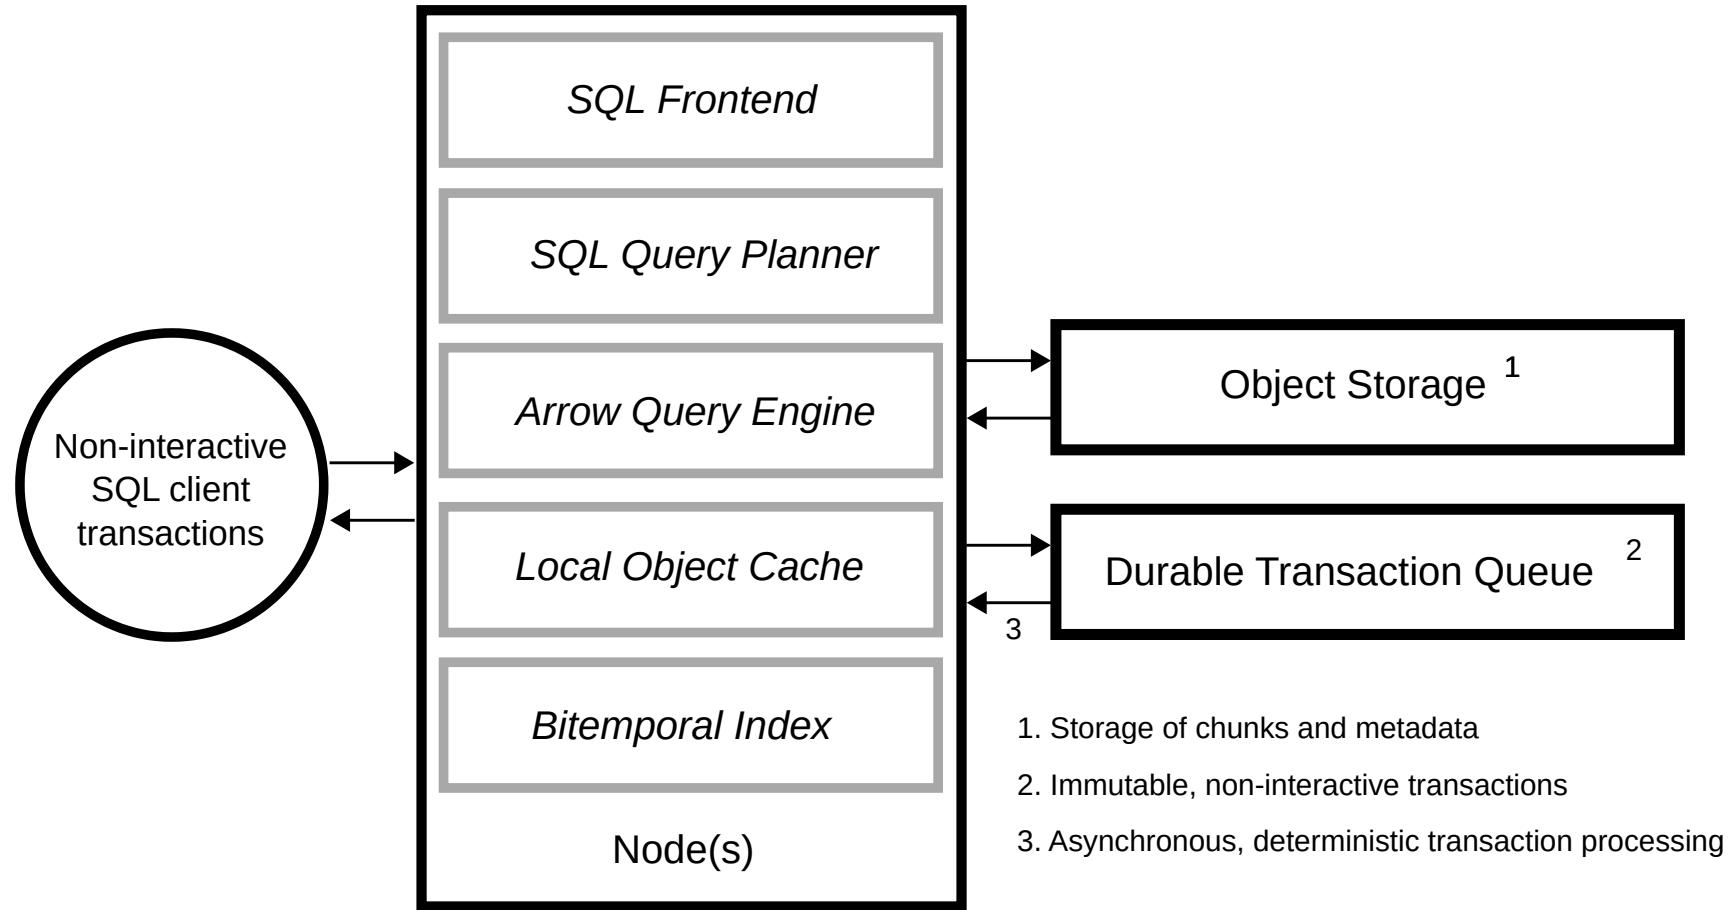 SQL Frontend
SQL Query Planner
Arrow Query Engine
Local Object Cache
Bitemporal Index
Node(s)
Non-interactive
SQL client
transactions
Object Storage 1
Durable Transaction Queue 2
3
1. Storage of chunks and metadata
2. Immutable, non-interactive transactions
3. Asynchronous, deterministic transaction processing